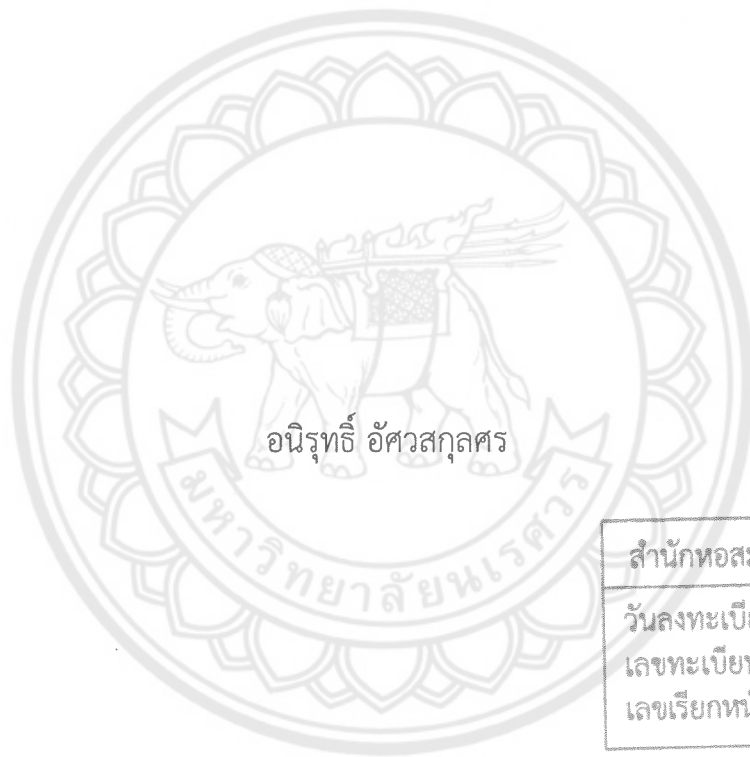 อนิรุทธิ์ อัศวสกุลศร
มหาวิทยาลัยนเรศวร
สำนักหอส
วันลงทะเบี
เลขทะเบีย
เลขเรียกหน